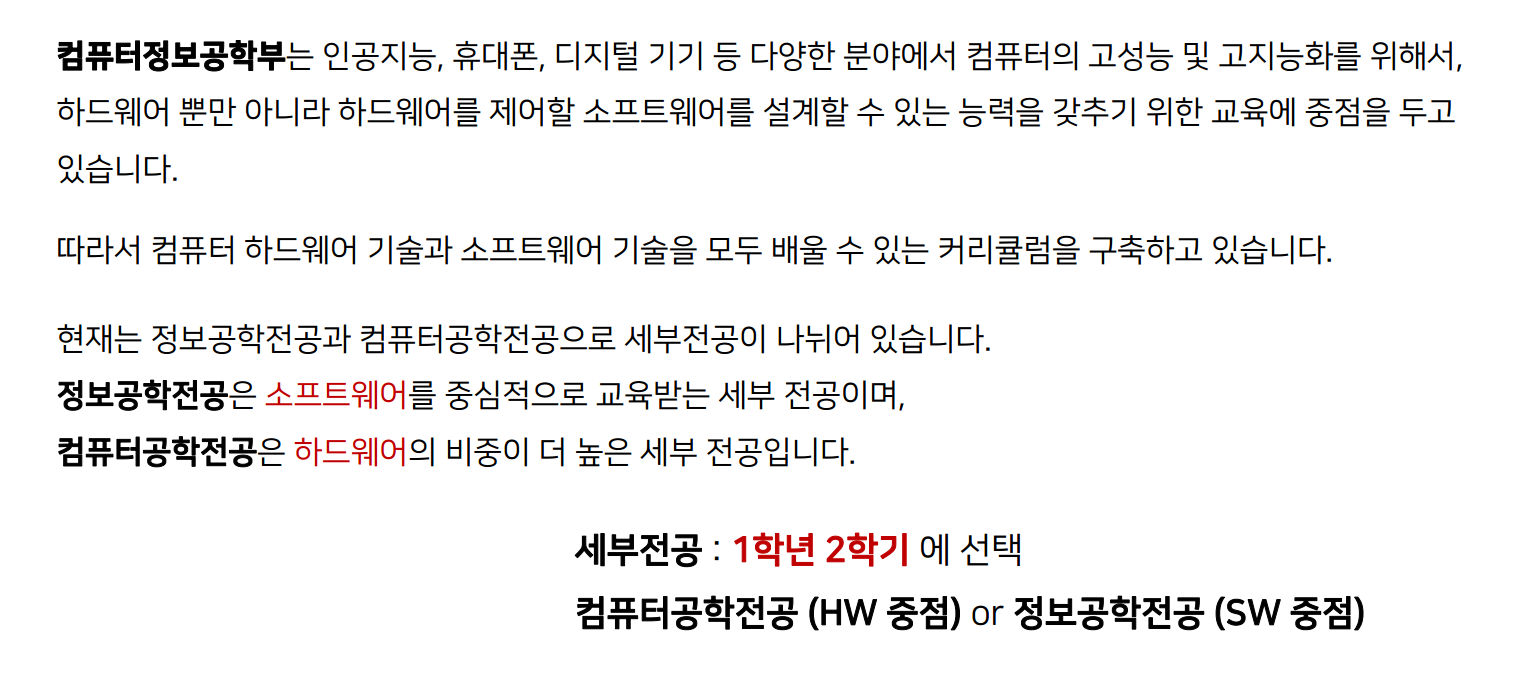 컴퓨터정보공학부는 인공지능, 휴대폰, 디지털 기기 등 다양한 분야에서 컴퓨터의 고성능 및 고지능화를 위해서,
하드웨어 뿐만 아니라 하드웨어를 제어할 소프트웨어를 설계할 수 있는 능력을 갖추기 위한 교육에 중점을 두고
있습니다.
따라서 컴퓨터 하드웨어 기술과 소프트웨어 기술을 모두 배울 수 있는 커리큘럼을 구축하고 있습니다.
현재는 정보공학전공과 컴퓨터공학전공으로 세부전공이 나뉘어 있습니다.
정보공학전공은 소프트웨어를 중심적으로 교육받는 세부 전공이며,
컴퓨터공학전공은 하드웨어의 비중이 더 높은 세부 전공입니다.
세부전공 : 1학년 2학기 에 선택
컴퓨터공학전공 (HW 중점) or 정보공학전공 (SW 중점)